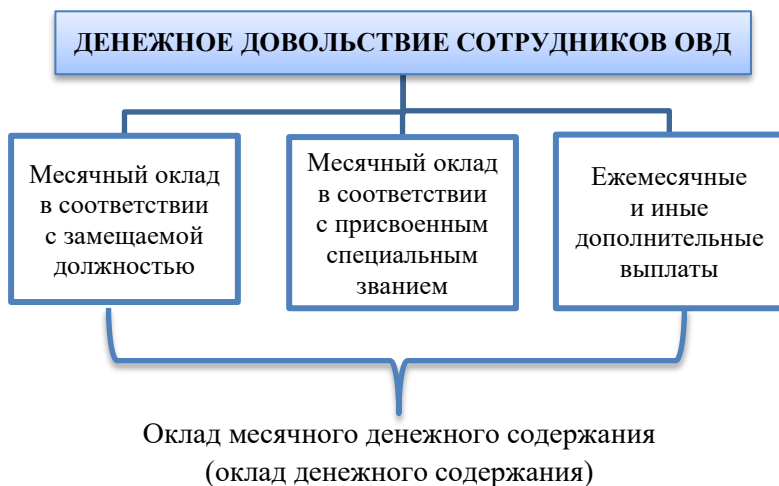 ДЕНЕЖНОЕ ДОВОЛЬСТВИЕ СОТРУДНИКОВ ОВД
Месячный оклад
в соответствии
с замещаемой
должностью
Месячный оклад
в соответствии
с присвоенным
специальным
званием
Ежемесячные
и иные
дополнительные
выплаты
Оклад месячного денежного содержания
(оклад денежного содержания)